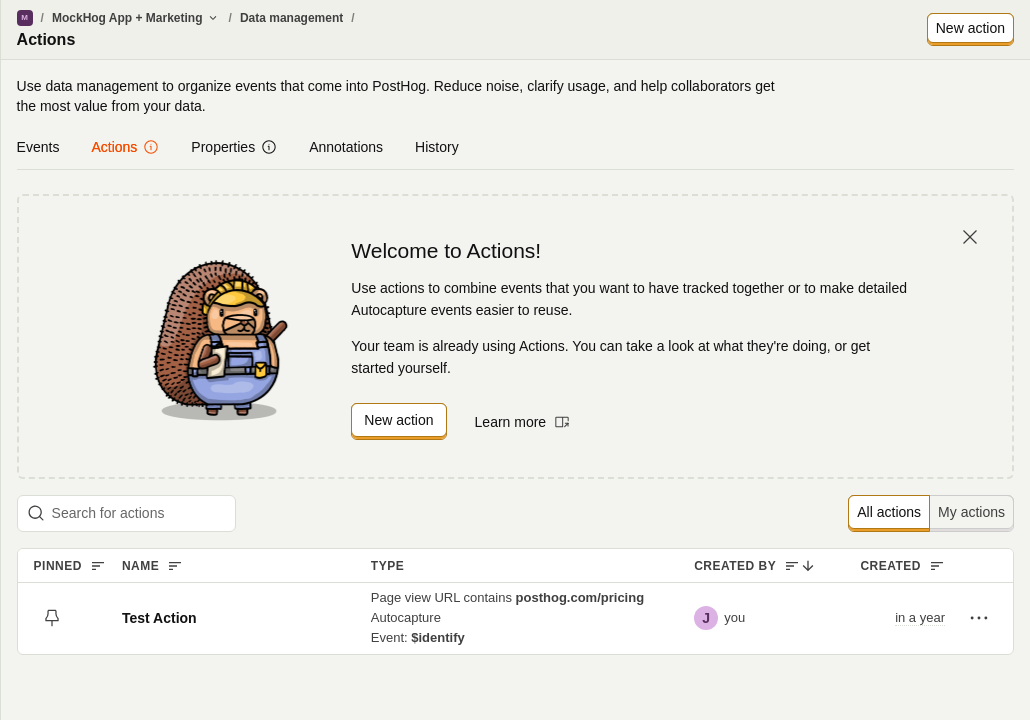 M / MockHog App + Marketing / Data management /
Actions
New action
Use data management to organize events that come into PostHog. Reduce noise, clarify usage, and help collaborators get
the most value from your data.
Events Actions Properties Annotations History
Welcome to Actions!
Use actions to combine events that you want to have tracked together or to make detailed
Autocapture events easier to reuse.
Your team is already using Actions. You can take a look at what they're doing, or get
started yourself.
New action Learn more
Search for actions
All actions My actions
PINNED NAME TYPE CREATED BY CREATED
Page view URL contains posthog.com/pricing
Test Action Autocapture J you in a year
Event: $identify